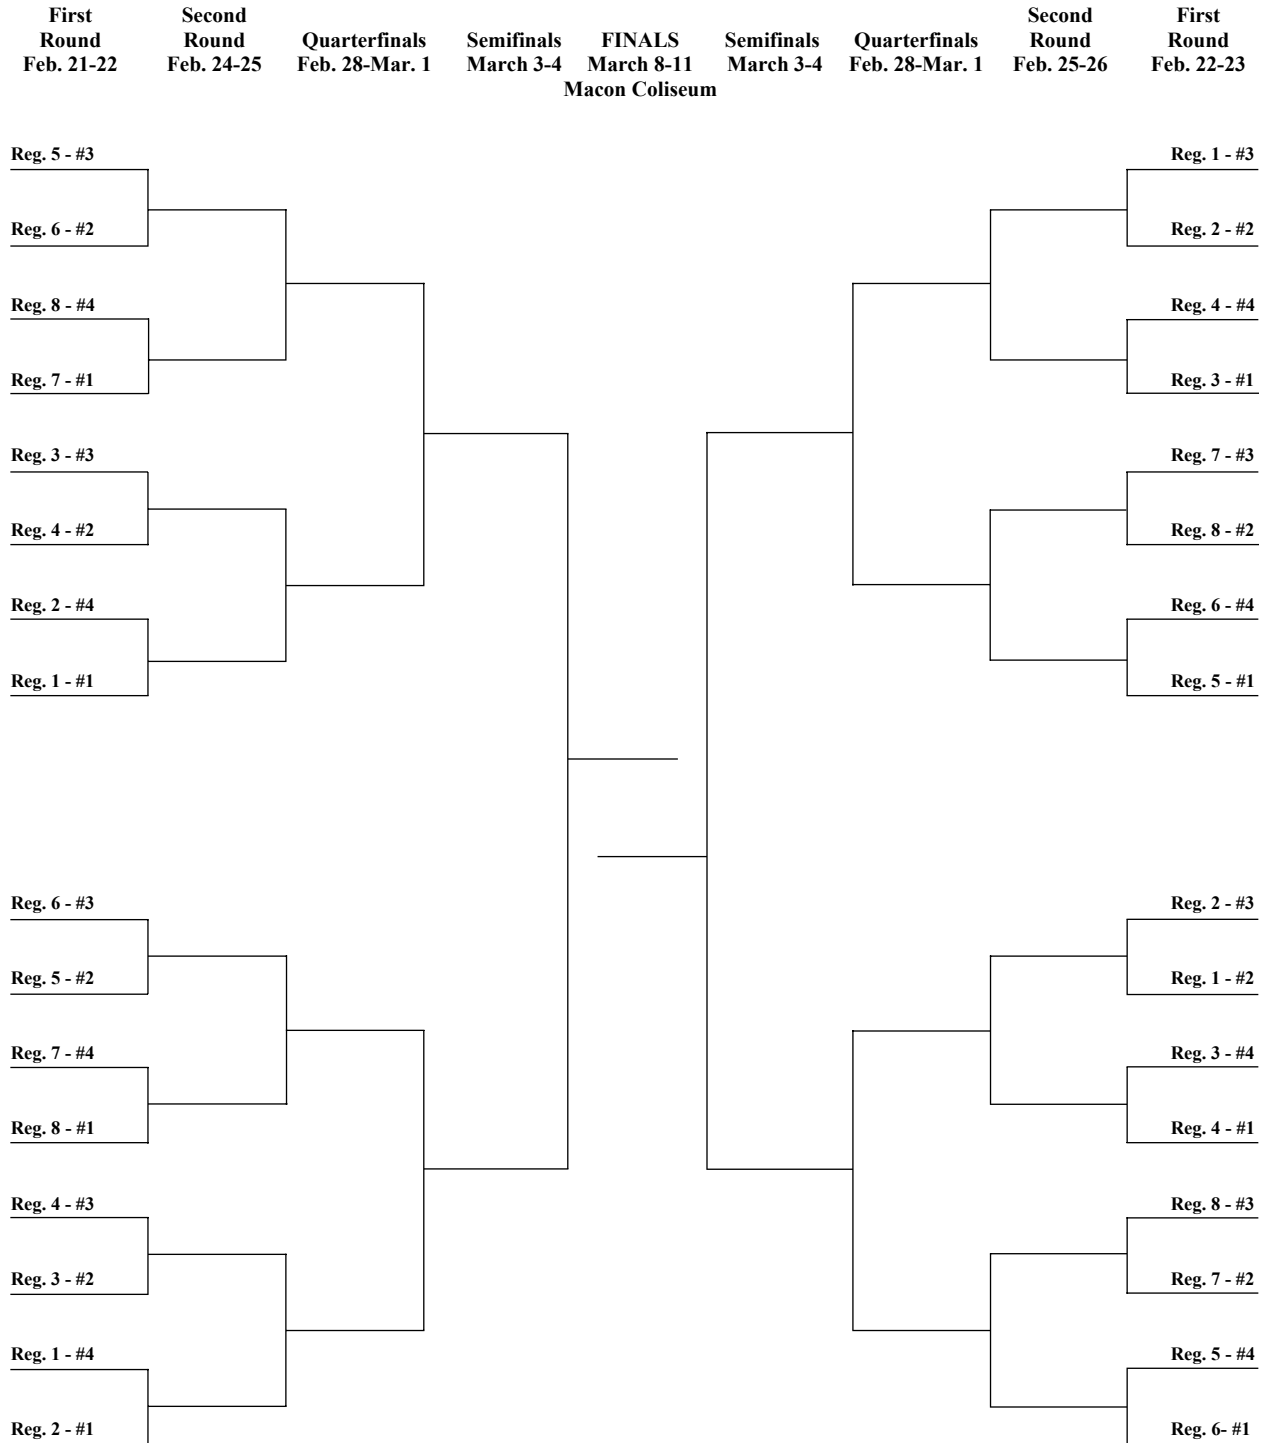 First Second Second First
Round Round Quarterfinals Semifinals FINALS Semifinals Quarterfinals Round Round
Feb. 21-22 Feb. 24-25 Feb. 28-Mar. 1 March 3-4 March 8-11 March 3-4 Feb. 28-Mar. 1 Feb. 25-26 Feb. 22-23
Macon Coliseum
Reg. 5 - #3 Reg. 1 - #3
Reg. 6 - #2 Reg. 2 - #2
Reg. 8 - #4 Reg. 4 - #4
Reg. 7 - #1 Reg. 3 - #1
Reg. 3 - #3 Reg. 7 - #3
Reg. 4 - #2 Reg. 8 - #2
Reg. 2 - #4 Reg. 6 - #4
Reg. 1 - #1 Reg. 5 - #1
Reg. 6 - #3 Reg. 2 - #3
Reg. 5 - #2 Reg. 1 - #2
Reg. 7 - #4 Reg. 3 - #4
Reg. 8 - #1 Reg. 4 - #1
Reg. 4 - #3 Reg. 8 - #3
Reg. 3 - #2 Reg. 7 - #2
Reg. 1 - #4 Reg. 5 - #4
Reg. 2 - #1 Reg. 6- #1